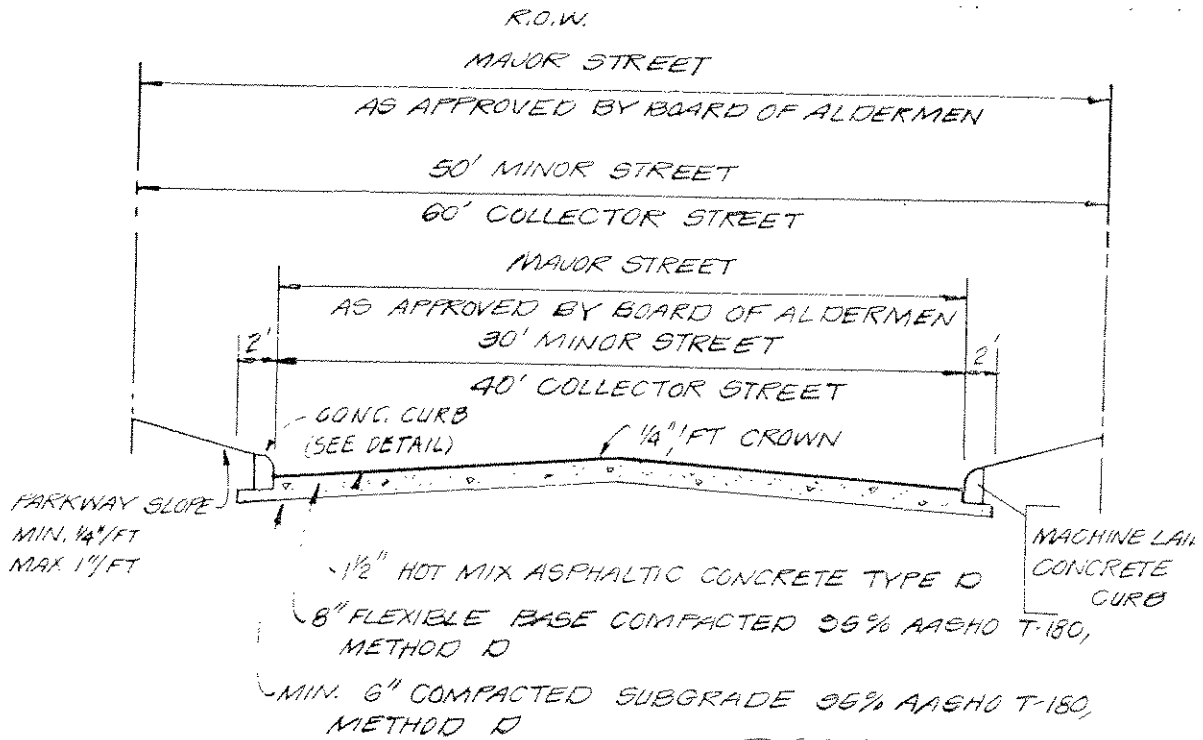 R.O.W.
MAJOR STREET
AS APPROVED BY BOARD OF ALDERMEN
50' MINOR STREET
60' COLLECTOR STREET
MAJOR STREET
AS APPROVED BY BOARD OF ALDERMEN
2'
30' MINOR STREET
2'
40' COLLECTOR STREET
CONC. CURB
(SEE DETAIL)
1/4"/FT CROWN
PARKWAY SLOPE
MIN. 1/4"/FT
MAX 1"/FT
MACHINE LAID
CONCRETE
CURB
1 1/2" HOT MIX ASPHALTIC CONCRETE TYPE D
8" FLEXIBLE BASE COMPACTED 95% AASHO T-180,
METHOD D
MIN. 6" COMPACTED SUBGRADE 95% AASHO T-180,
METHOD D